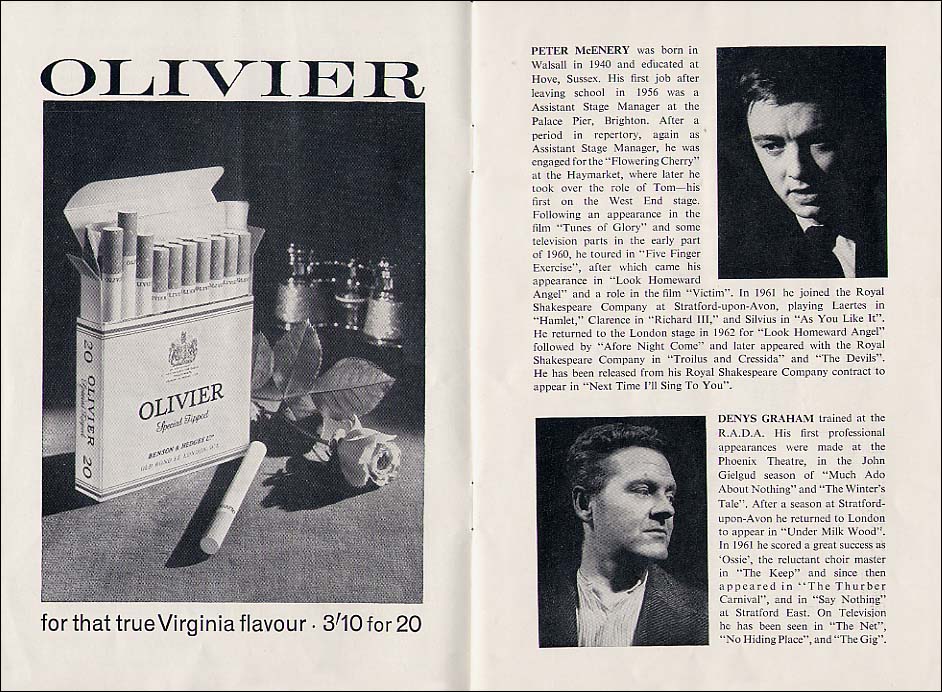 OLIVIER
20 OLIVIER 20
Special Tipped
OLIVIER
Special Tipped
BENSON & HEDGES LTD
OLD BOND ST. LONDON, W.1.
for that true Virginia flavour · 3/10 for 20
PETER McENERY was born in
Walsall in 1940 and educated at
Hove, Sussex. His first job after
leaving school in 1956 was a
Assistant Stage Manager at the
Palace Pier, Brighton. After a
period in repertory, again as
Assistant Stage Manager, he was
engaged for the "Flowering Cherry"
at the Haymarket, where later he
took over the role of Tom—his
first on the West End stage.
Following an appearance in the
film "Tunes of Glory" and some
television parts in the early part
of 1960, he toured in "Five Finger
Exercise", after which came his
appearance in "Look Homeward
Angel" and a role in the film "Victim". In 1961 he joined the Royal
Shakespeare Company at Stratford-upon-Avon, playing Laertes in
"Hamlet," Clarence in "Richard III," and Silvius in "As You Like It".
He returned to the London stage in 1962 for "Look Homeward Angel"
followed by "Afore Night Come" and later appeared with the Royal
Shakespeare Company in "Troilus and Cressida" and "The Devils".
He has been released from his Royal Shakespeare Company contract to
appear in "Next Time I'll Sing To You".
DENYS GRAHAM trained at the
R.A.D.A. His first professional
appearances were made at the
Phoenix Theatre, in the John
Gielgud season of "Much Ado
About Nothing" and "The Winter's
Tale". After a season at Stratford-
upon-Avon he returned to London
to appear in "Under Milk Wood".
In 1961 he scored a great success as
'Ossie', the reluctant choir master
in "The Keep" and since then
appeared in "The Thurber
Carnival", and in "Say Nothing"
at Stratford East. On Television
he has been seen in "The Net",
"No Hiding Place", and "The Gig".